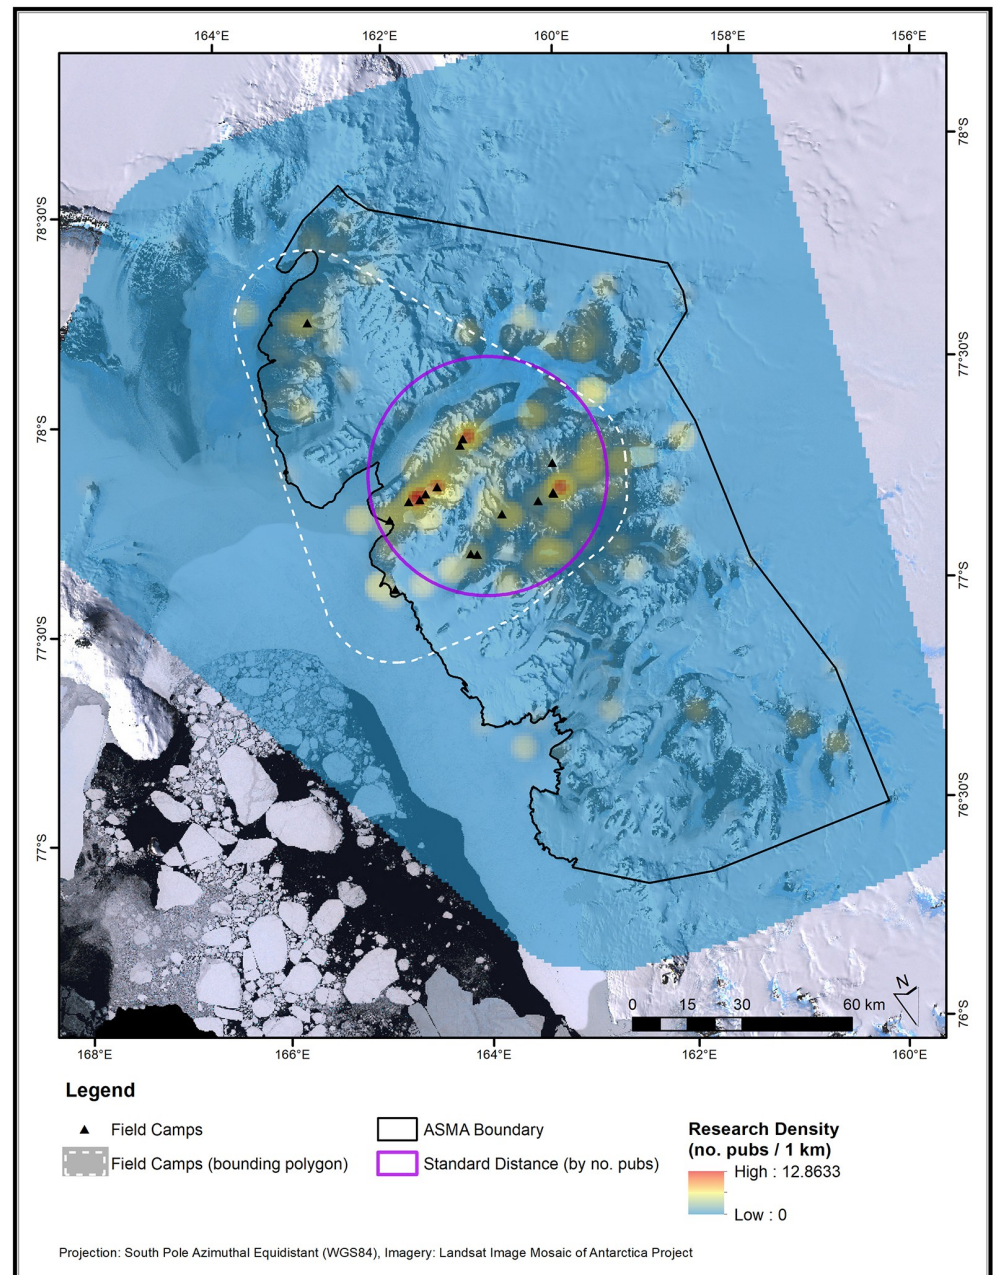 164°E 162°E 160°E 158°E 156°E
78°S
78°30'S
77°30'S
78°S
77°S
77°30'S
76°30'S
77°S
N
0 15 30 60 km
76°S
168°E 166°E 164°E 162°E 160°E
Legend
Field Camps
Field Camps (bounding polygon)
ASMA Boundary
Standard Distance (by no. pubs)
Research Density
(no. pubs / 1 km)
High : 12.8633
Low : 0
Projection: South Pole Azimuthal Equidistant (WGS84), Imagery: Landsat Image Mosaic of Antarctica Project